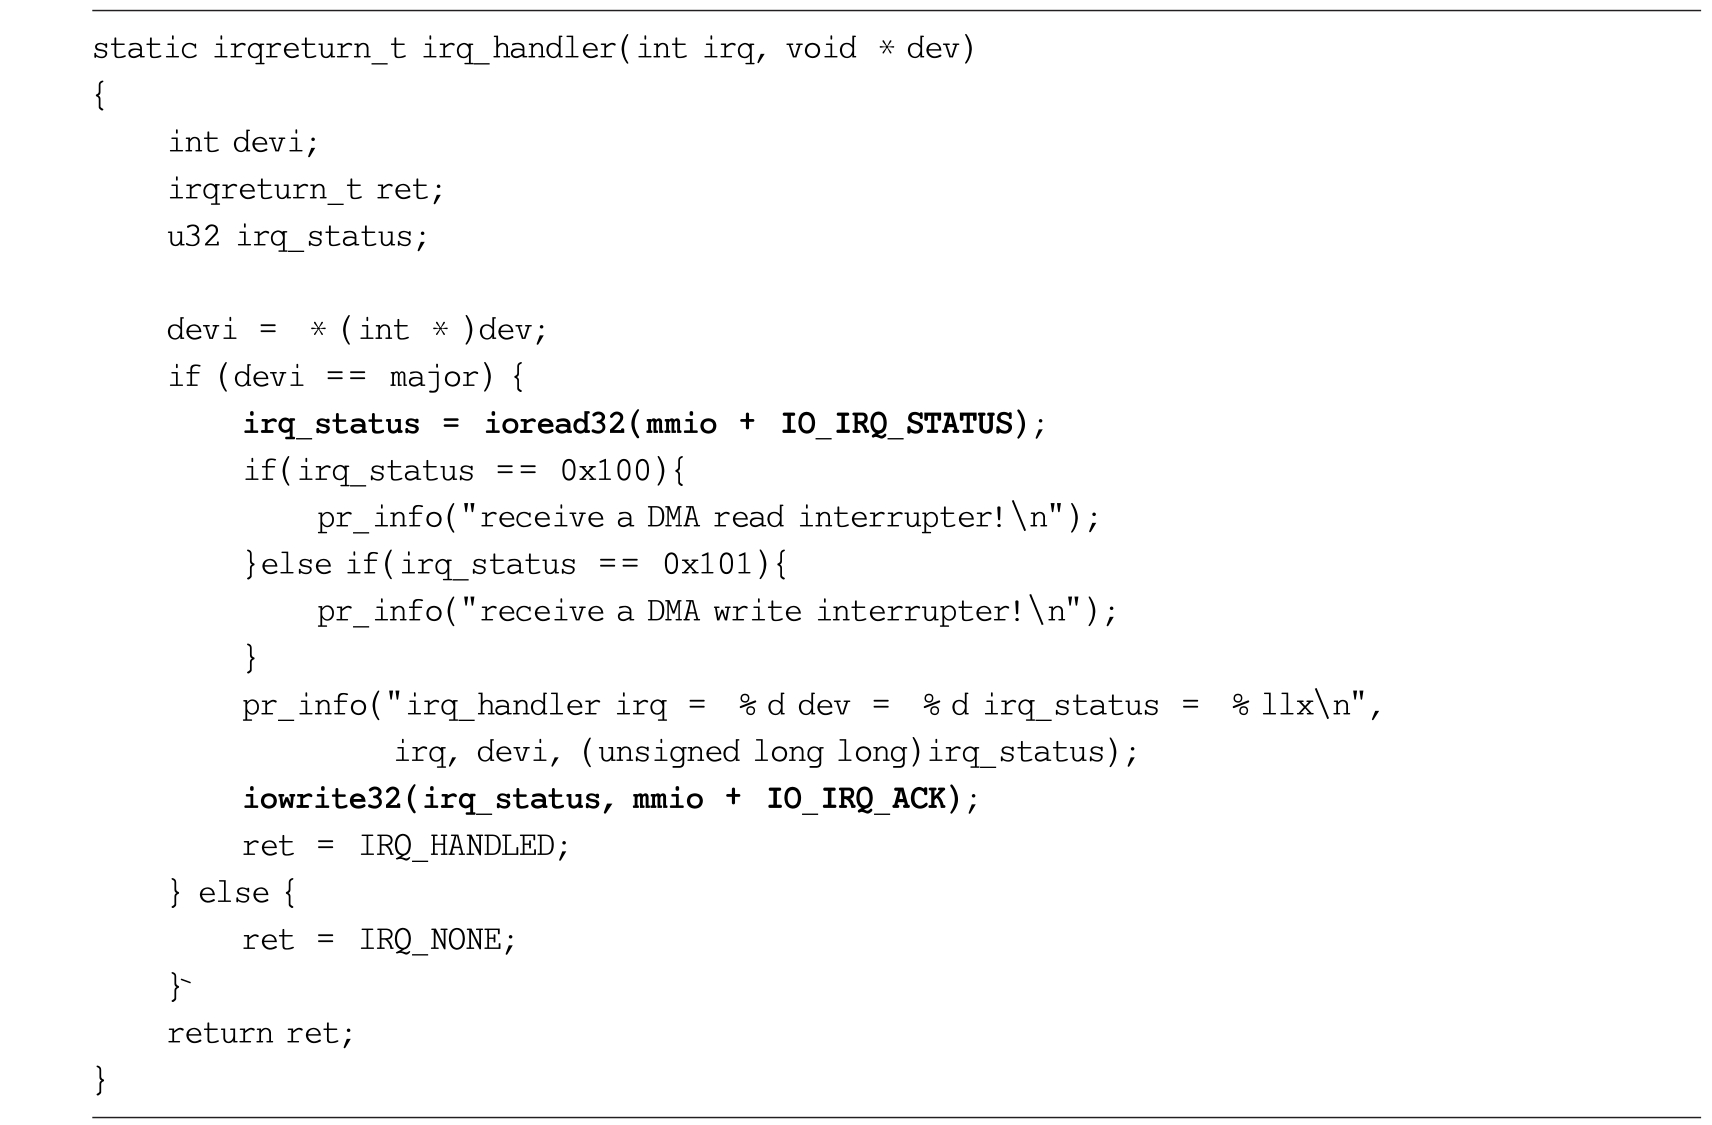 static irqreturn_t irq_handler(int irq, void * dev)
{
int devi;
irqreturn_t ret;
u32 irq_status;
devi = * (int * )dev;
if (devi == major) {
irq_status = ioread32(mmio + IO_IRQ_STATUS);
if(irq_status == 0x100){
pr_info("receive a DMA read interrupter!\n");
}else if(irq_status == 0x101){
pr_info("receive a DMA write interrupter!\n");
}
pr_info("irq_handler irq = % d dev = % d irq_status = % llx\n",
irq, devi, (unsigned long long)irq_status);
iowrite32(irq_status, mmio + IO_IRQ_ACK);
ret = IRQ_HANDLED;
} else {
ret = IRQ_NONE;
}`
return ret;
}